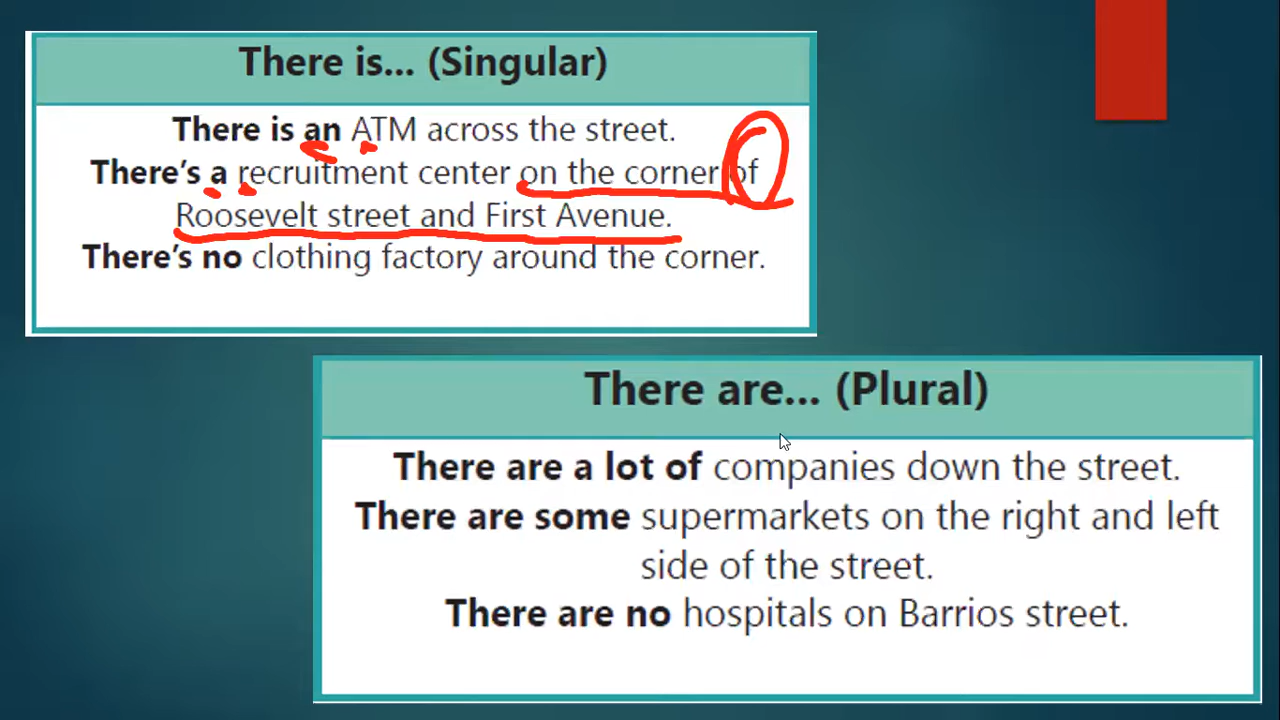 There is... (Singular)
There is an ATM across the street.
There's a recruitment center on the corner of
Roosevelt street and First Avenue.
There's no clothing factory around the corner.
There are... (Plural)
There are a lot of companies down the street.
There are some supermarkets on the right and left
side of the street.
There are no hospitals on Barrios street.